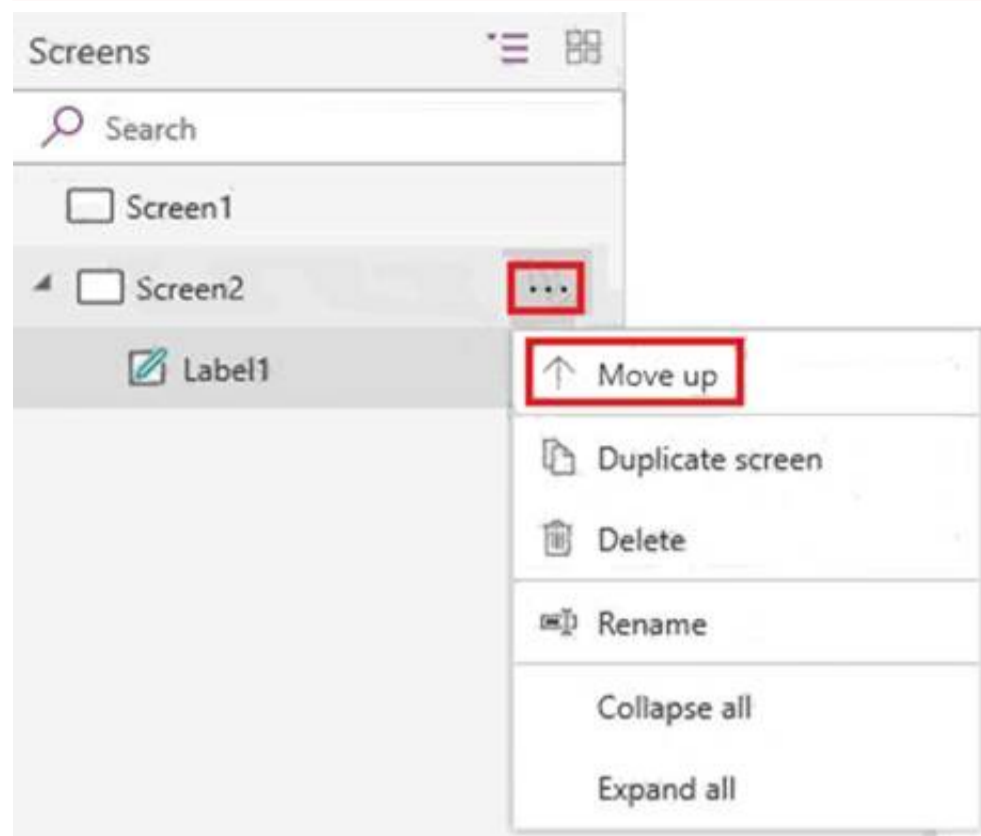 Screens
Search
Screen1
Screen2
...
Label1
Move up
Duplicate screen
Delete
Rename
Collapse all
Expand all